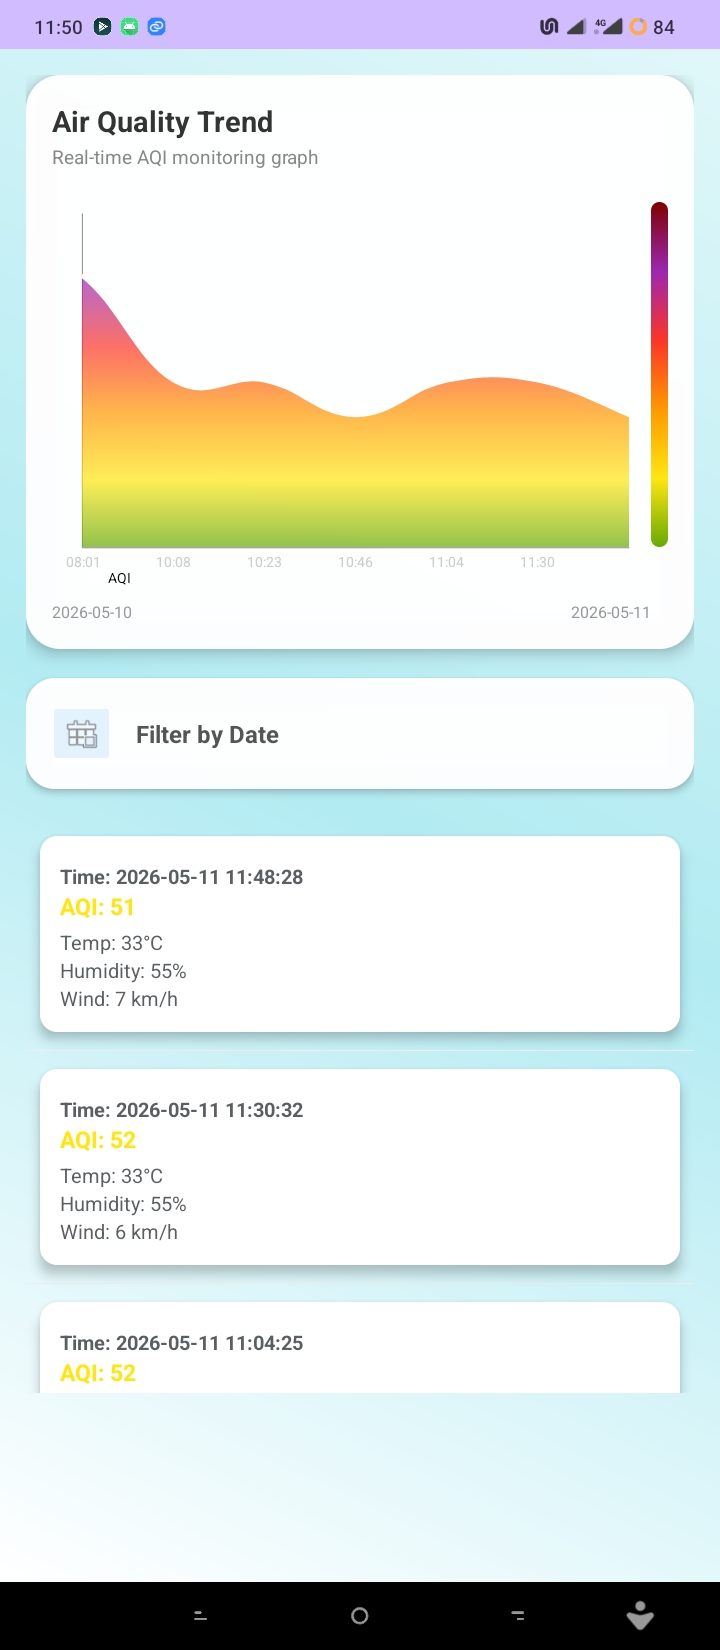 11:50
4G
84
Air Quality Trend
Real-time AQI monitoring graph
08:01 10:08 10:23 10:46 11:04 11:30
AQI
2026-05-10 2026-05-11
Filter by Date
Time: 2026-05-11 11:48:28
AQI: 51
Temp: 33°C
Humidity: 55%
Wind: 7 km/h
Time: 2026-05-11 11:30:32
AQI: 52
Temp: 33°C
Humidity: 55%
Wind: 6 km/h
Time: 2026-05-11 11:04:25
AQI: 52